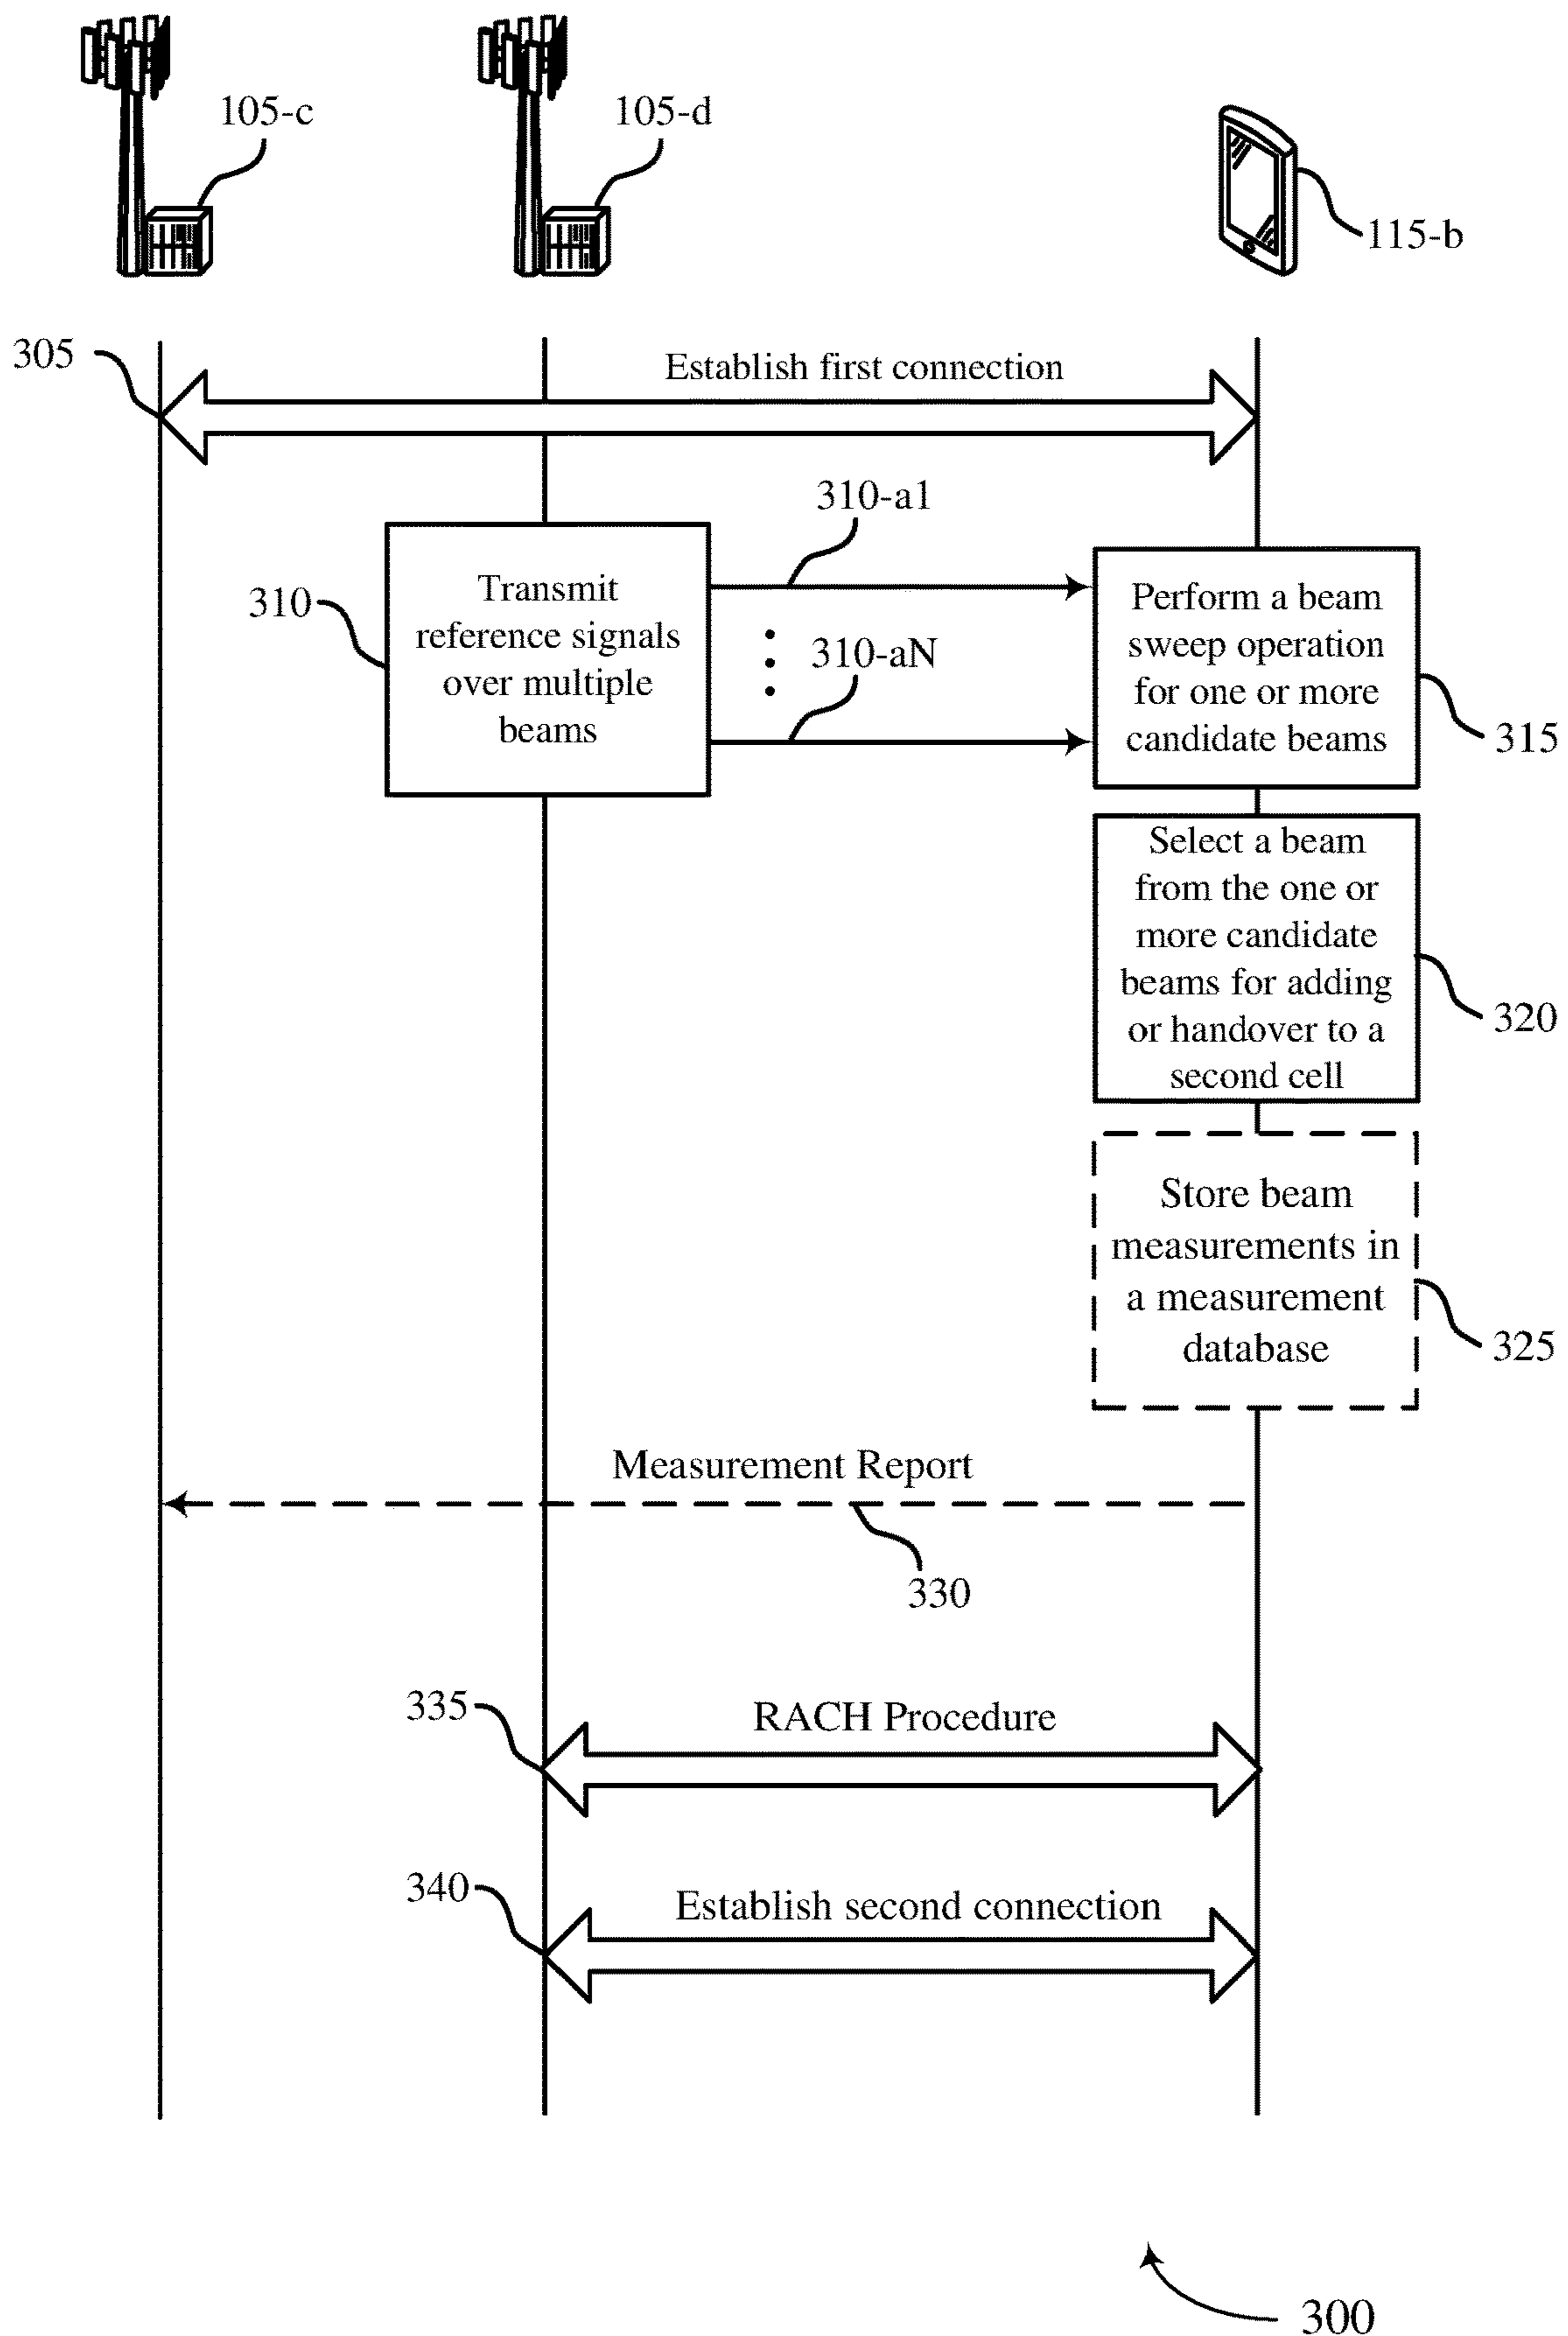 105-c
105-d
115-b
305
Establish first connection
310-a1
310
Transmit
reference signals
over multiple
beams
310-aN
Perform a beam
sweep operation
for one or more
candidate beams
315
Select a beam
from the one or
more candidate
beams for adding
or handover to a
second cell
320
Store beam
measurements in
a measurement
database
325
Measurement Report
330
335
RACH Procedure
340
Establish second connection
300